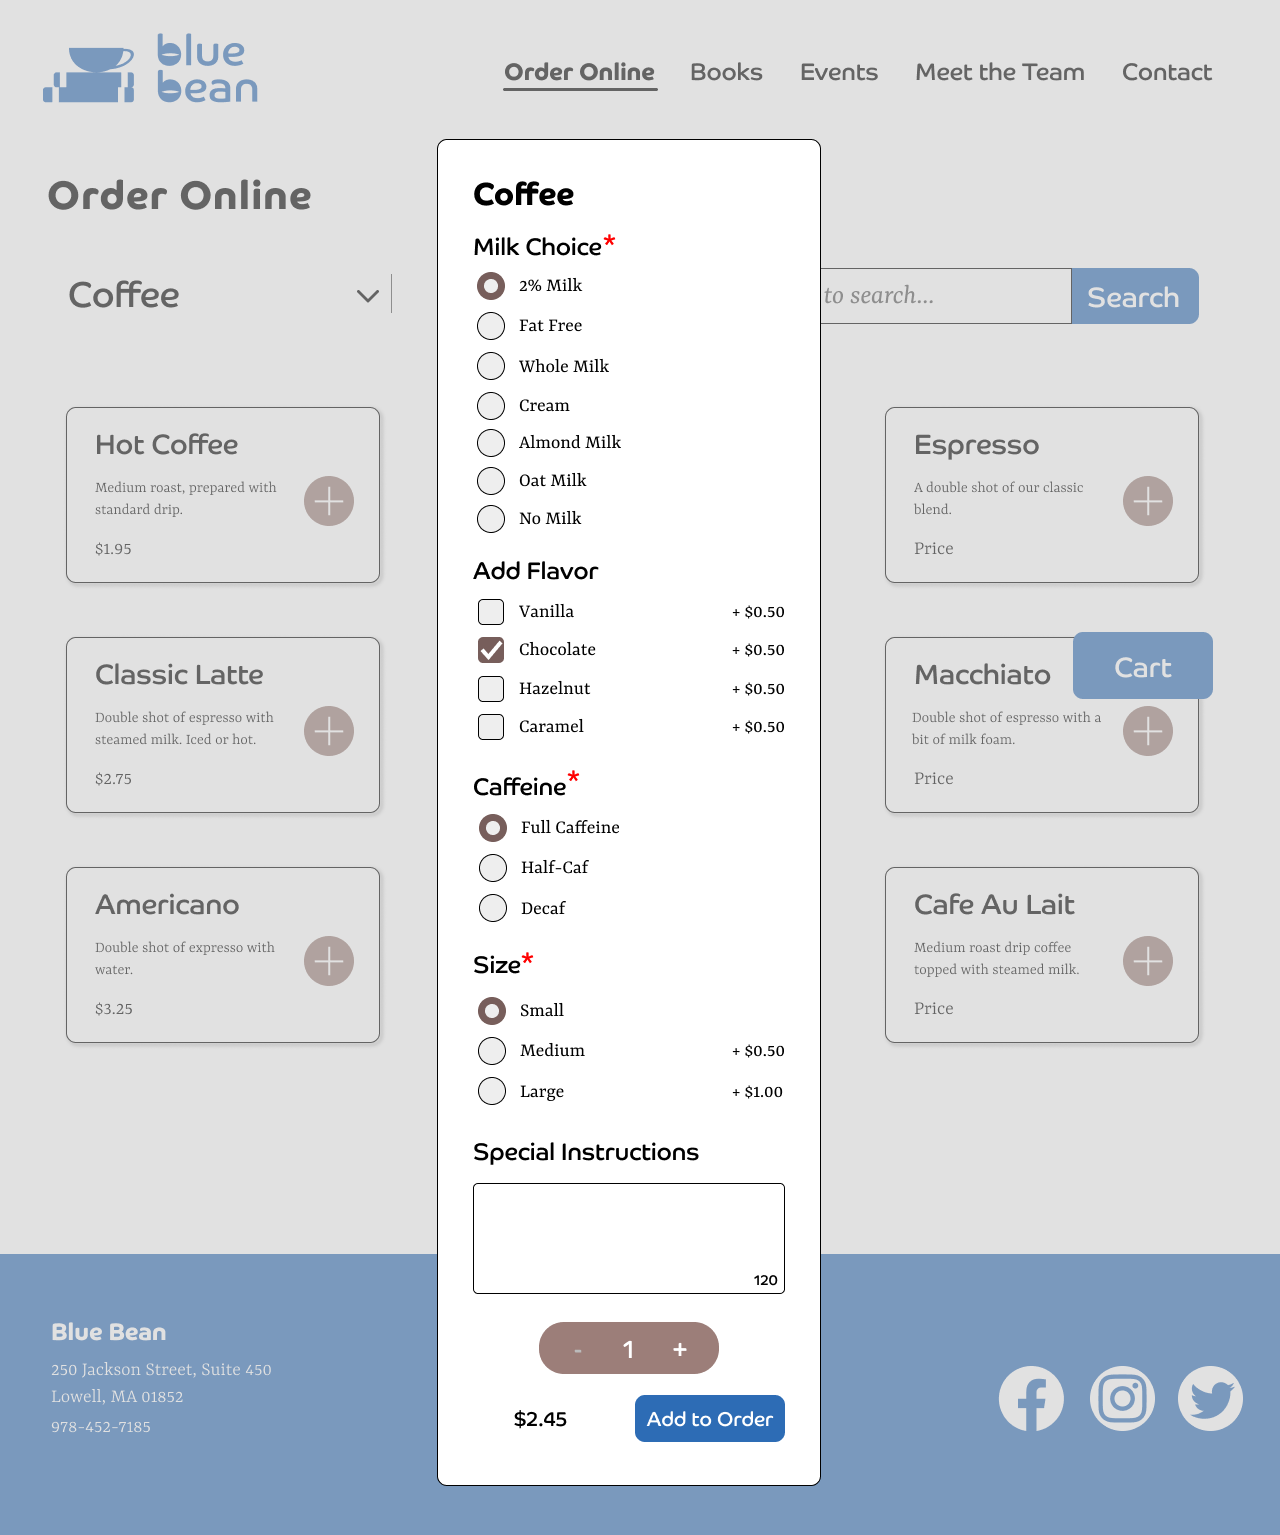 blue
bean
Order Online
Books
Events
Meet the Team
Contact
Order Online
Coffee
to search...
Search
Hot Coffee
Medium roast, prepared with
standard drip.
$1.95
Classic Latte
Double shot of espresso with
steamed milk. Iced or hot.
$2.75
Americano
Double shot of expresso with
water.
$3.25
Coffee
Milk Choice*
2% Milk
Fat Free
Whole Milk
Cream
Almond Milk
Oat Milk
No Milk
Add Flavor
Vanilla + $0.50
Chocolate + $0.50
Hazelnut + $0.50
Caramel + $0.50
Caffeine*
Full Caffeine
Half-Caf
Decaf
Size*
Small
Medium + $0.50
Large + $1.00
Special Instructions
120
- 1 +
$2.45
Add to Order
Espresso
A double shot of our classic
blend.
Price
Macchiato
Cart
Double shot of espresso with a
bit of milk foam.
Price
Cafe Au Lait
Medium roast drip coffee
topped with steamed milk.
Price
Blue Bean
250 Jackson Street, Suite 450
Lowell, MA 01852
978-452-7185